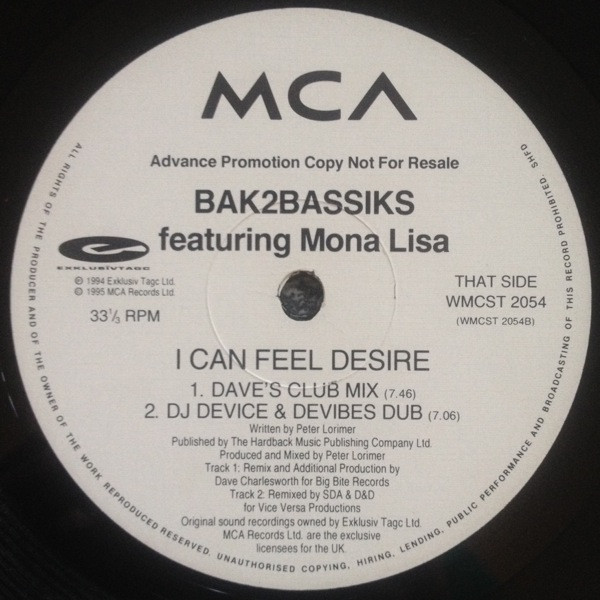 MCA
Advance Promotion Copy Not For Resale
BAK2BASSIKS
featuring Mona Lisa
e
EXKLUSIVTAGC
℗ 1994 Exklusiv Tagc Ltd.
© 1995 MCA Records Ltd.
33⅓ RPM
THAT SIDE
WMCST 2054
(WMCST 2054B)
I CAN FEEL DESIRE
1. DAVE'S CLUB MIX (7.46)
2. DJ DEVICE & DEVIBES DUB (7.06)
Written by Peter Lorimer
Published by The Hardback Music Publishing Company Ltd.
Produced and Mixed by Peter Lorimer
Track 1: Remix and Additional Production by
Dave Charlesworth for Big Bite Records
Track 2: Remixed by SDA & D&D
for Vice Versa Productions
Original sound recordings owned by Exklusiv Tagc Ltd.
MCA Records Ltd. are the exclusive
licensees for the UK
ALL RIGHTS OF THE PRODUCER AND OF THE OWNER OF THE WORK REPRODUCED RESERVED. UNAUTHORISED COPYING, HIRING, LENDING, PUBLIC PERFORMANCE AND BROADCASTING OF THIS RECORD PROHIBITED. SHFD